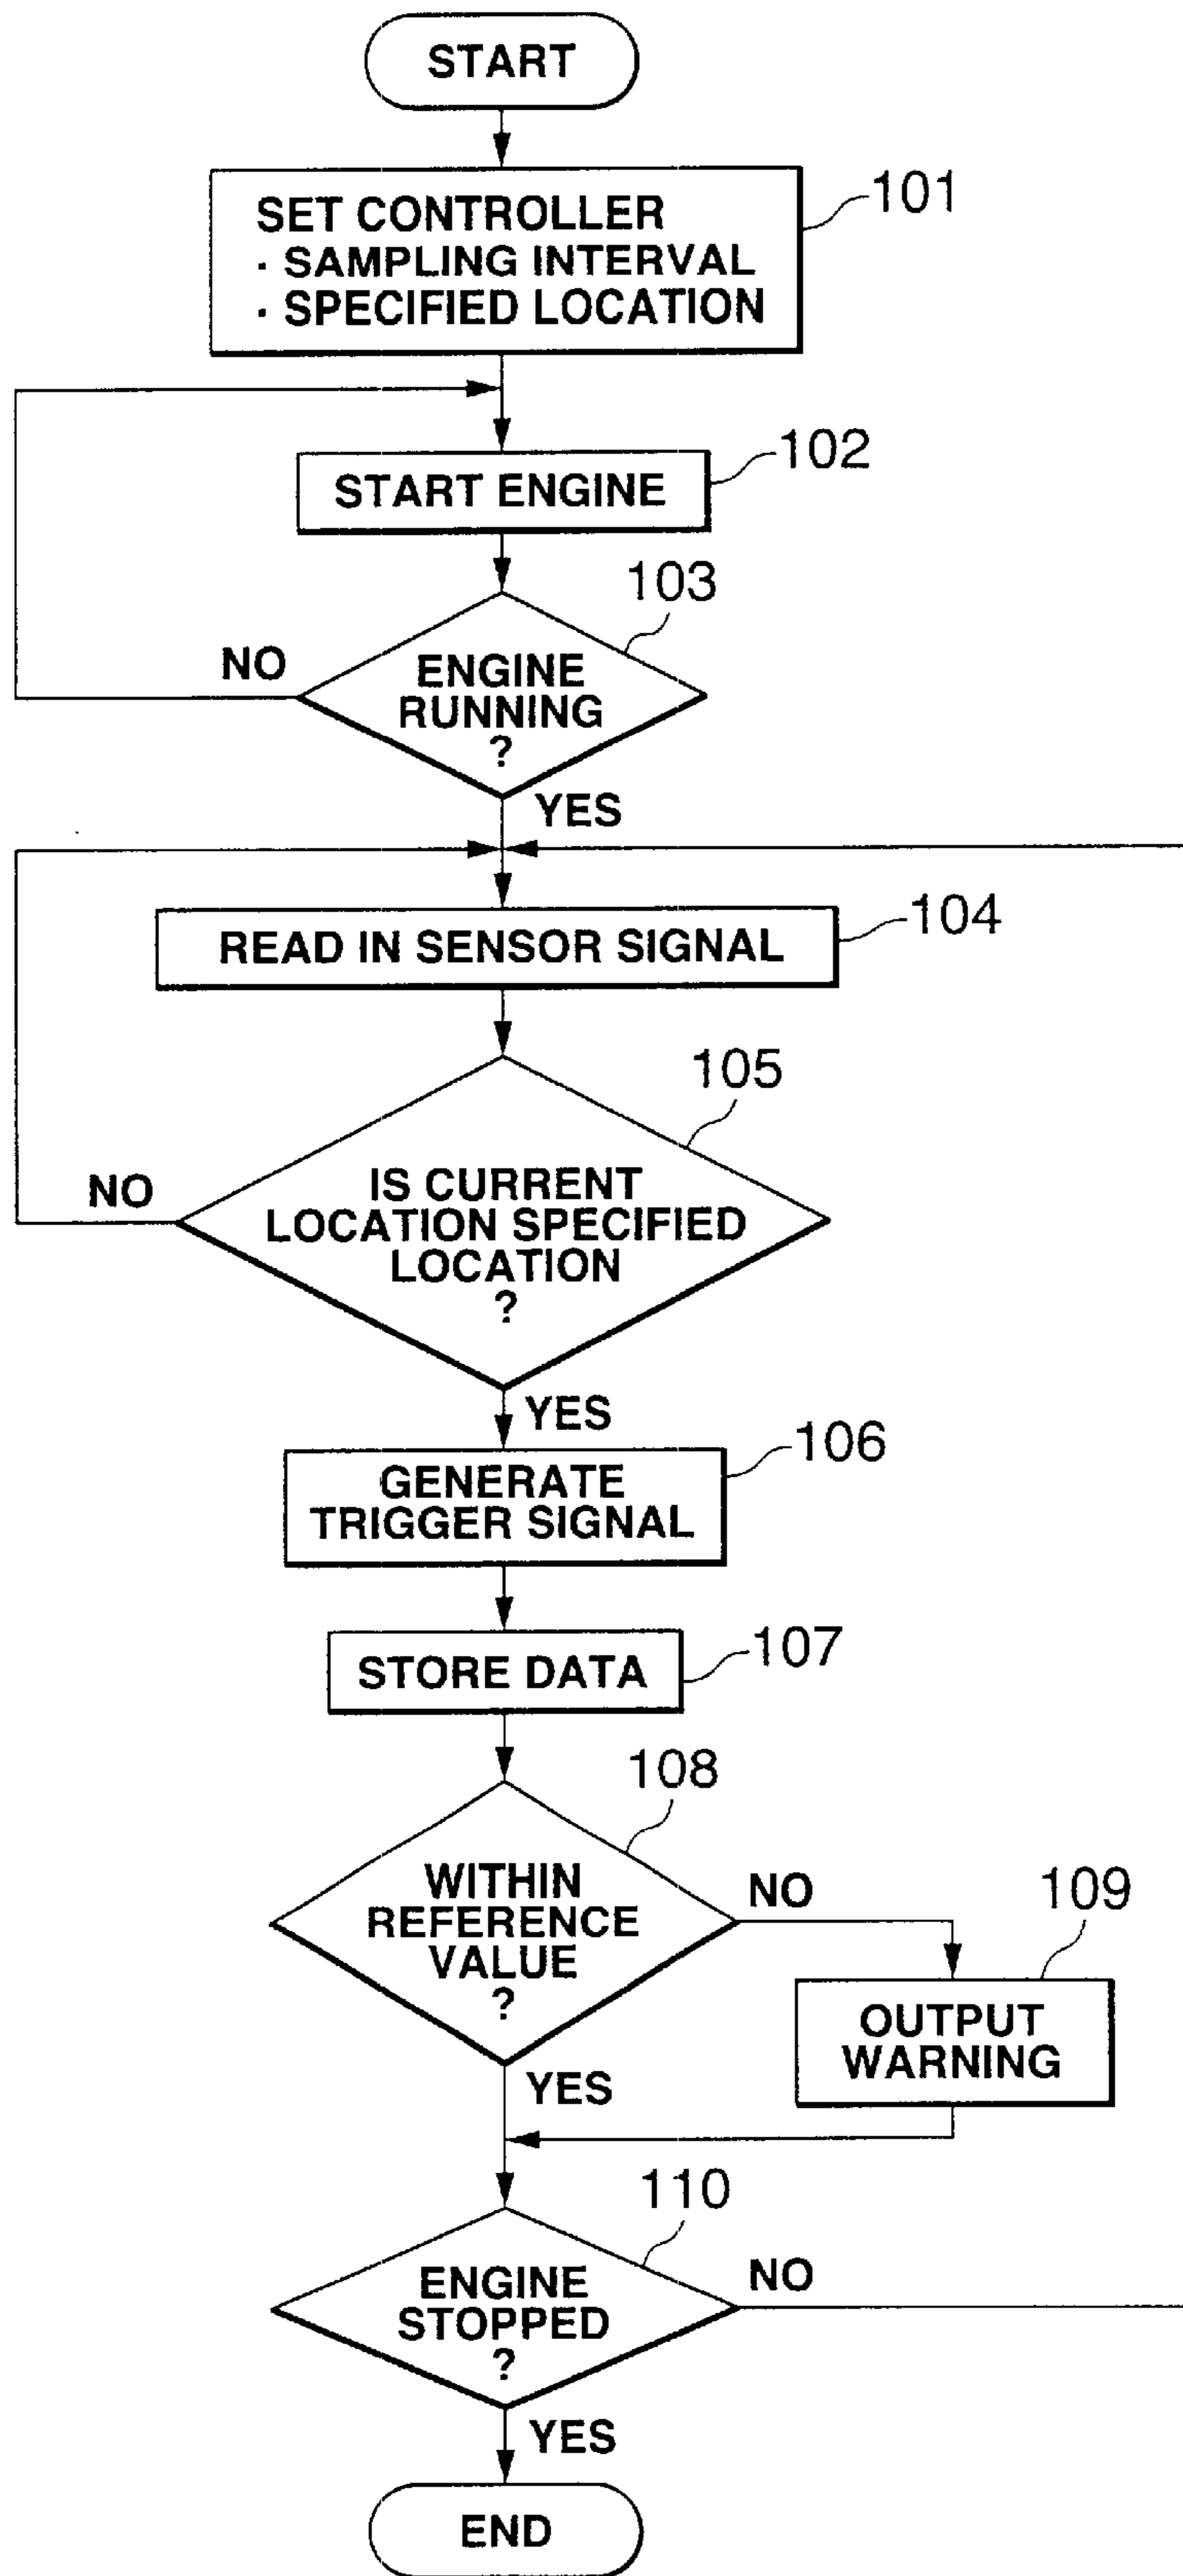 START
SET CONTROLLER
· SAMPLING INTERVAL
· SPECIFIED LOCATION
101
START ENGINE
102
103
ENGINE
RUNNING
?
NO
YES
READ IN SENSOR SIGNAL
104
105
IS CURRENT
LOCATION SPECIFIED
LOCATION
?
NO
YES
GENERATE
TRIGGER SIGNAL
106
STORE DATA
107
108
WITHIN
REFERENCE
VALUE
?
NO
YES
109
OUTPUT
WARNING
110
ENGINE
STOPPED
?
NO
YES
END